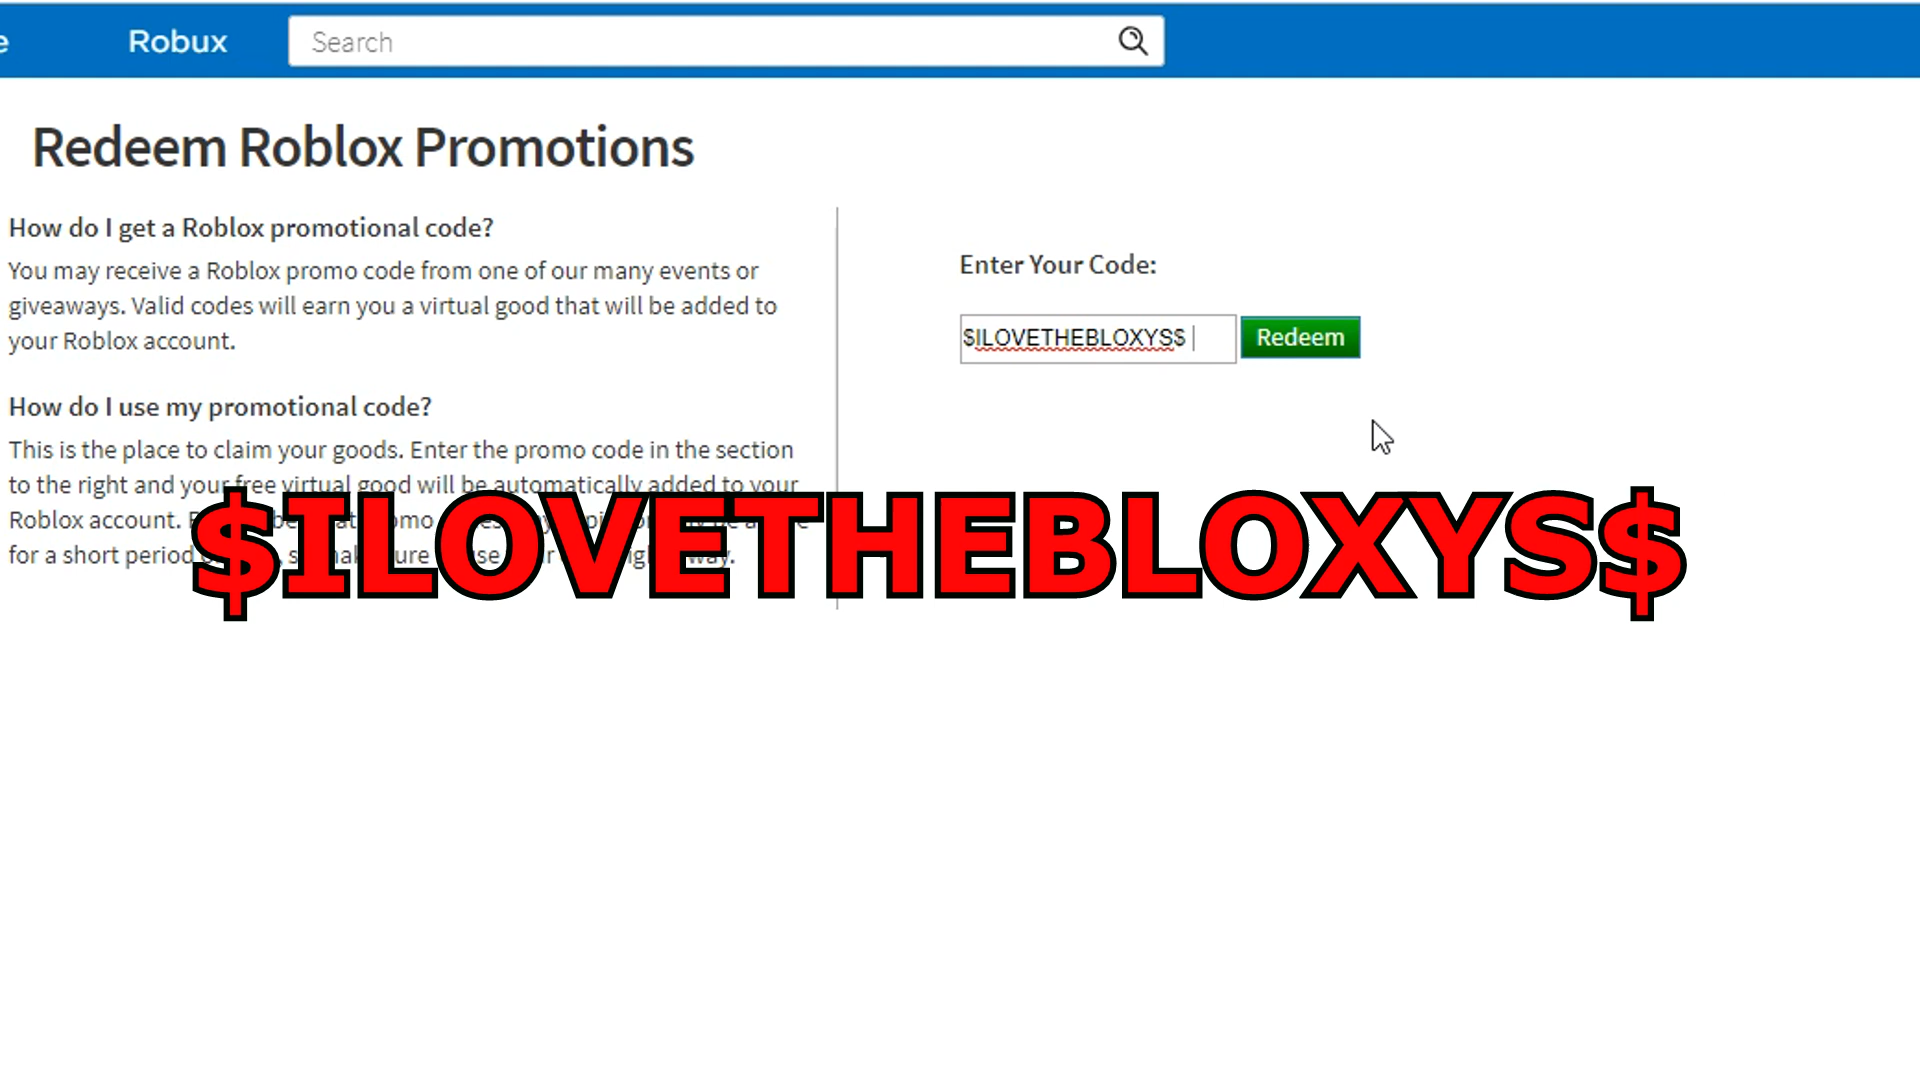 e Robux Search
Redeem Roblox Promotions
How do I get a Roblox promotional code?
You may receive a Roblox promo code from one of our many events or
giveaways. Valid codes will earn you a virtual good that will be added to
your Roblox account.
How do I use my promotional code?
This is the place to claim your goods. Enter the promo code in the section
to the right and your free virtual good will be automatically added to your
Roblox account.
for a short period
Enter Your Code:
$ILOVETHEBLOXYS$ Redeem
$ILOVETHEBLOXYS$